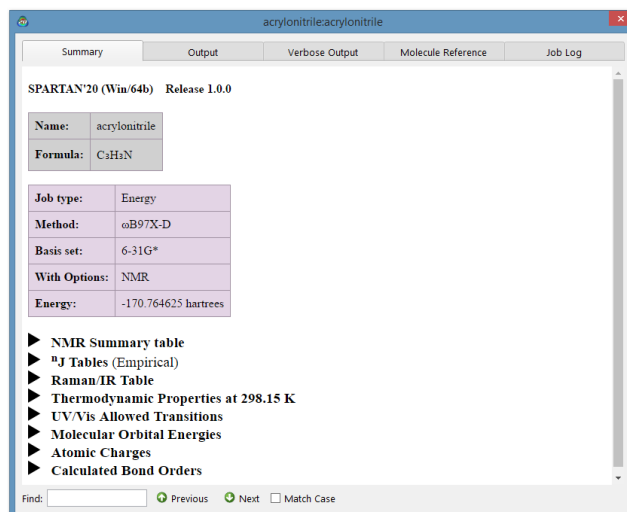 acrylonitrile:acrylonitrile
Summary Output Verbose Output Molecule Reference Job Log
SPARTAN'20 (Win/64b) Release 1.0.0
Name: acrylonitrile
Formula: C₃H₃N
Job type: Energy
Method: ωB97X-D
Basis set: 6-31G*
With Options: NMR
Energy: -170.764625 hartrees
NMR Summary table
ⁿJ Tables (Empirical)
Raman/IR Table
Thermodynamic Properties at 298.15 K
UV/Vis Allowed Transitions
Molecular Orbital Energies
Atomic Charges
Calculated Bond Orders
Find: Previous Next Match Case